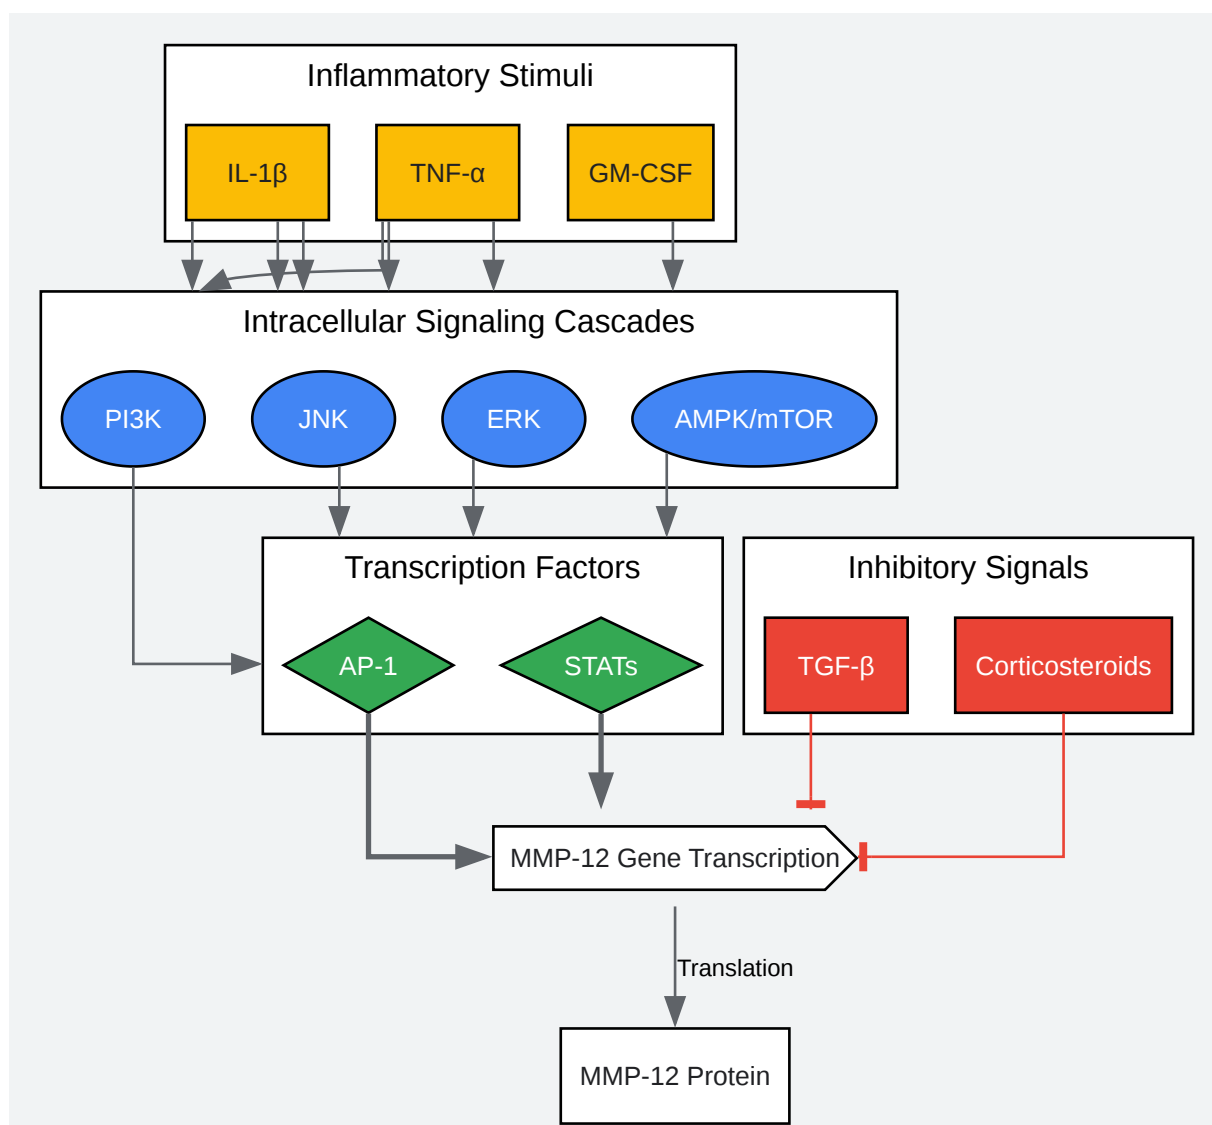 Inflammatory Stimuli
IL-1β
TNF-α
GM-CSF
Intracellular Signaling Cascades
PI3K
JNK
ERK
AMPK/mTOR
Transcription Factors
AP-1
STATs
Inhibitory Signals
TGF-β
Corticosteroids
MMP-12 Gene Transcription
Translation
MMP-12 Protein